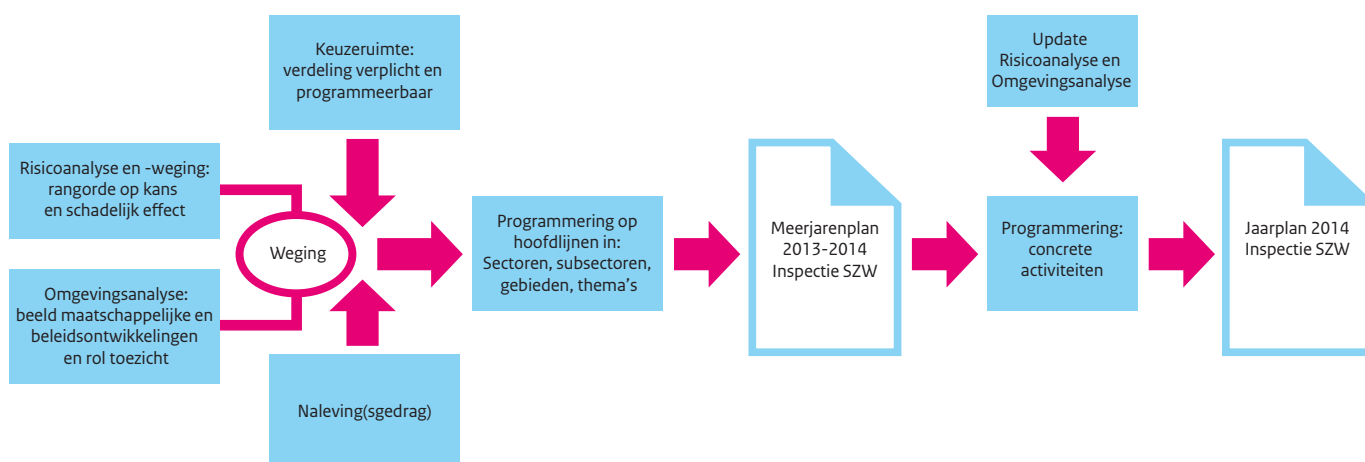 Keuzeruimte:
verdeling verplicht en
programmeerbaar
Risicoanalyse en -weging:
rangorde op kans
en schadelijk effect
Weging
Omgevingsanalyse:
beeld maatschappelijke en
beleidsontwikkelingen
en rol toezicht
Naleving(sgedrag)
Programmering op
hoofdlijnen in:
Sectoren, subsectoren,
gebieden, thema's
Meerjarenplan
2013-2014
Inspectie SZW
Update
Risicoanalyse en
Omgevingsanalyse
Programmering:
concrete
activiteiten
Jaarplan 2014
Inspectie SZW